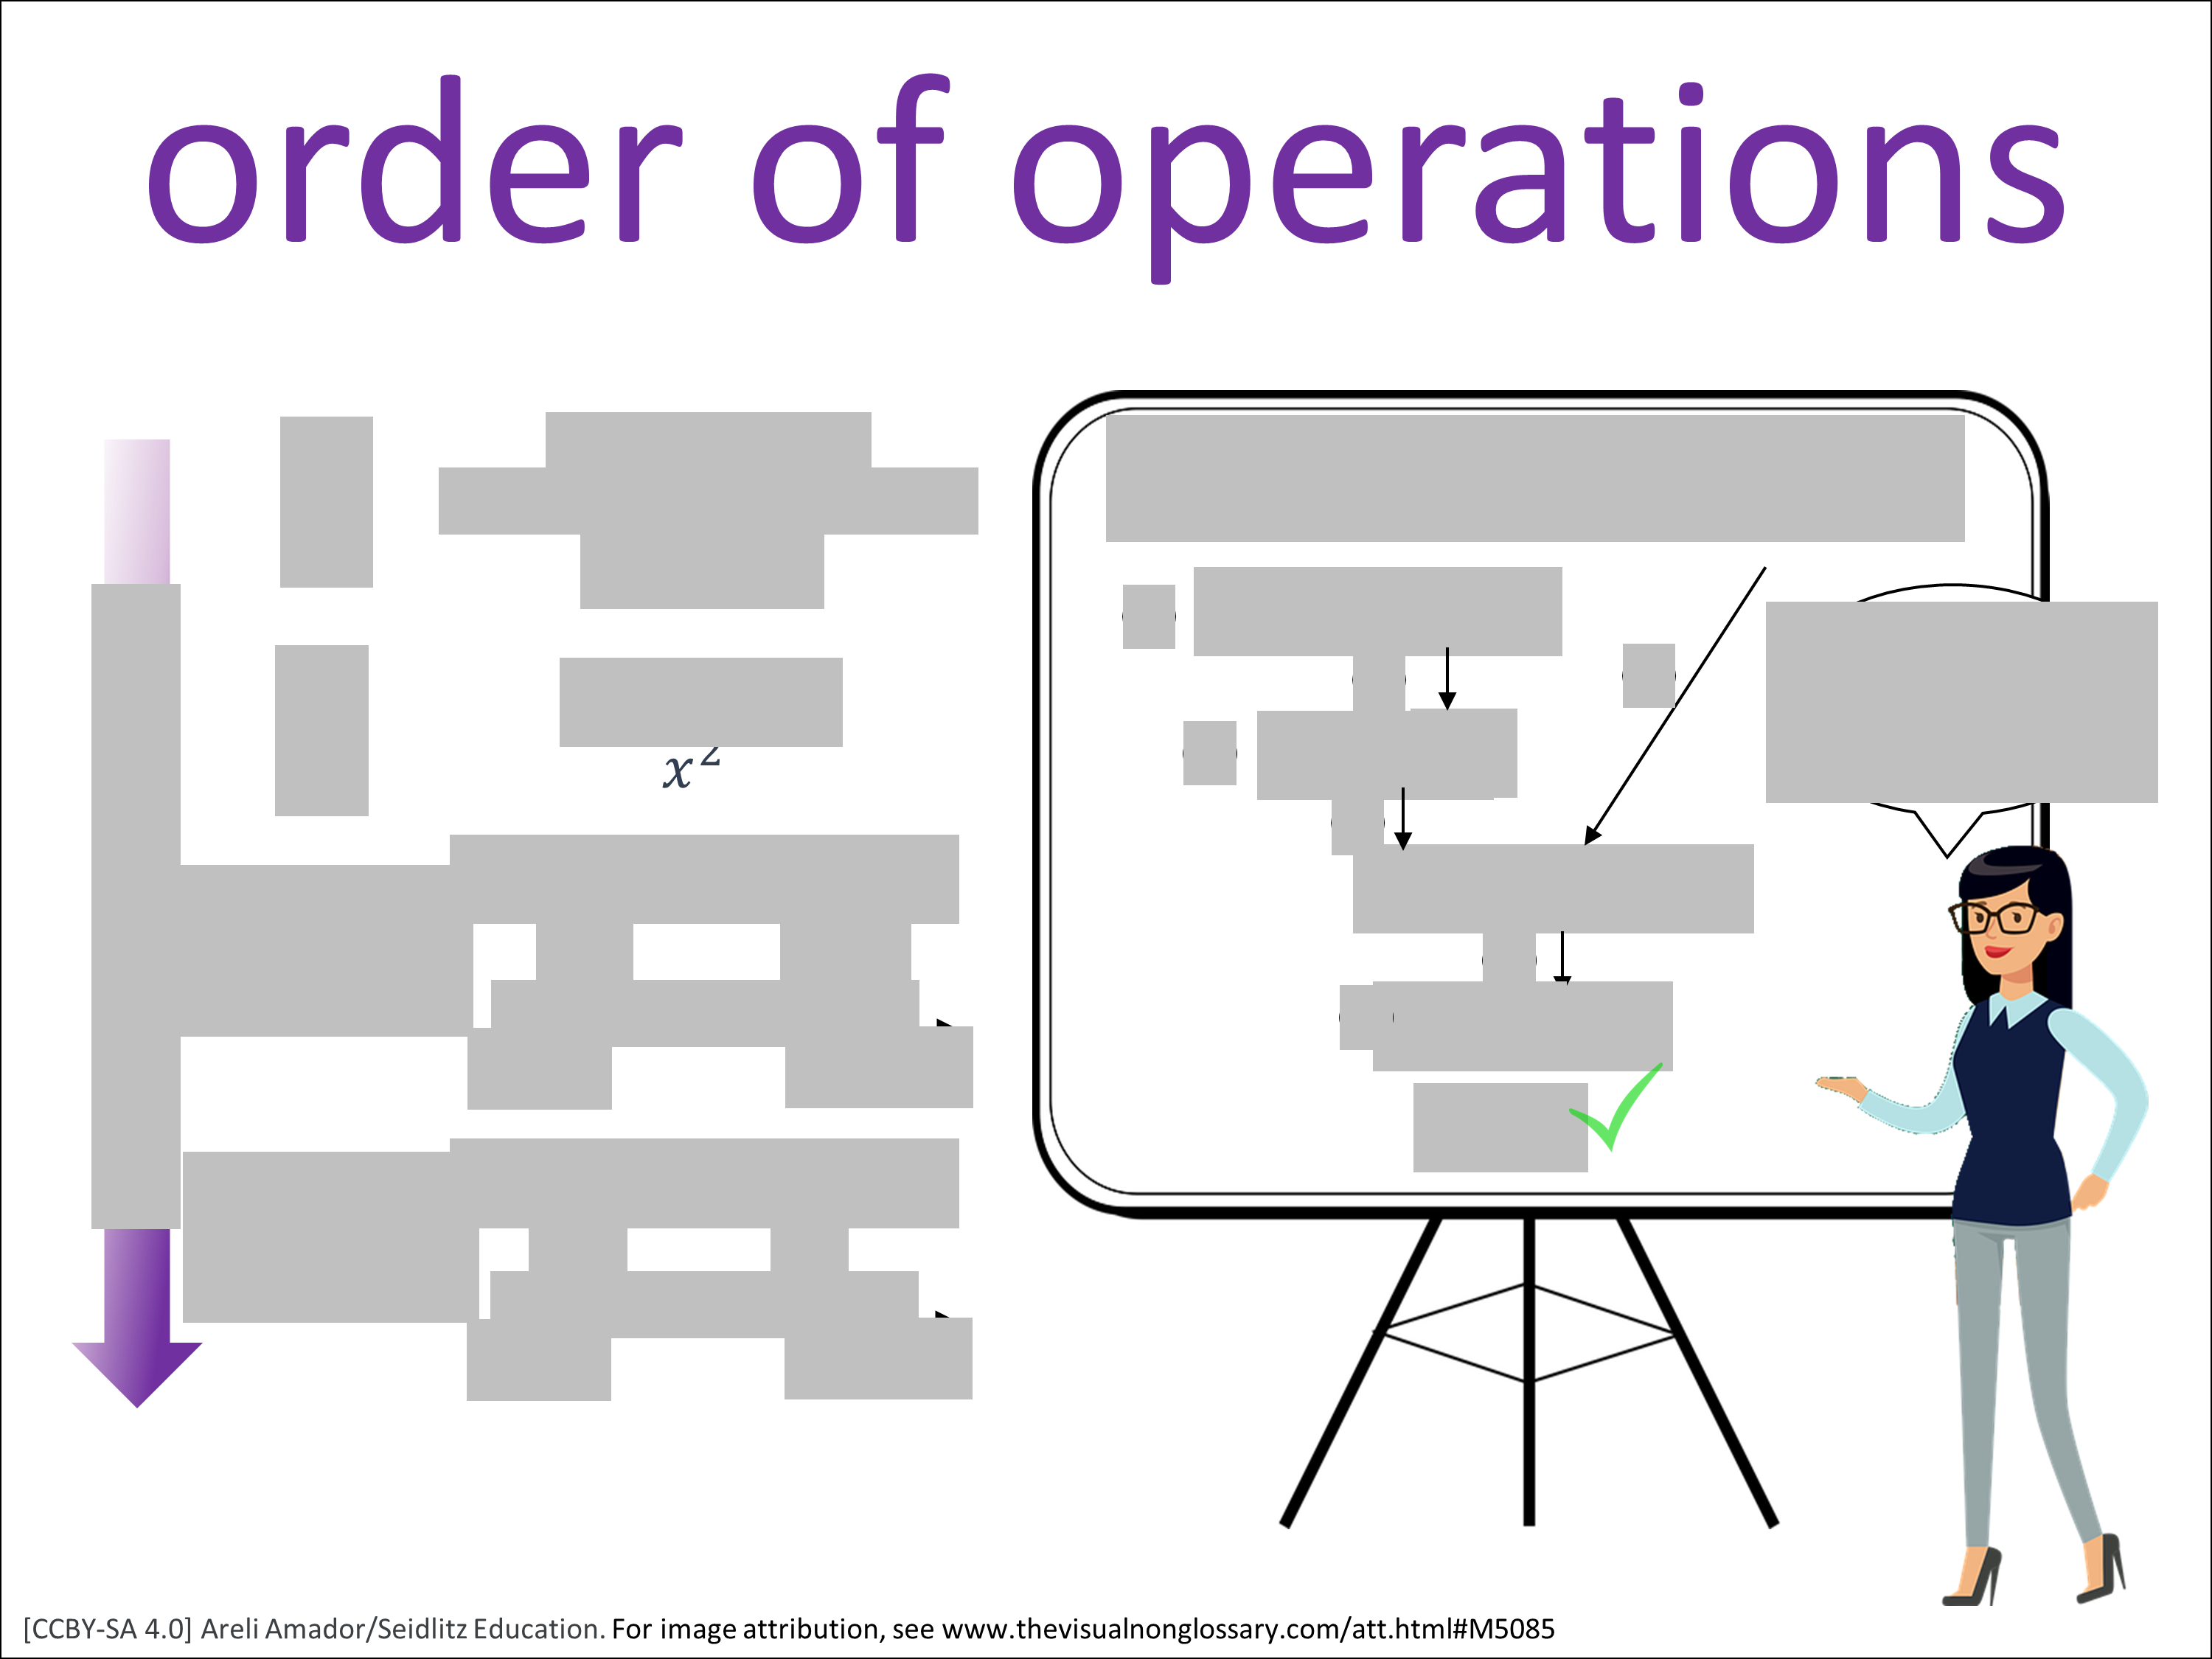 order of operations
x²
[CCBY-SA 4.0] Areli Amador/Seidlitz Education. For image attribution, see www.thevisualnonglossary.com/att.html#M5085